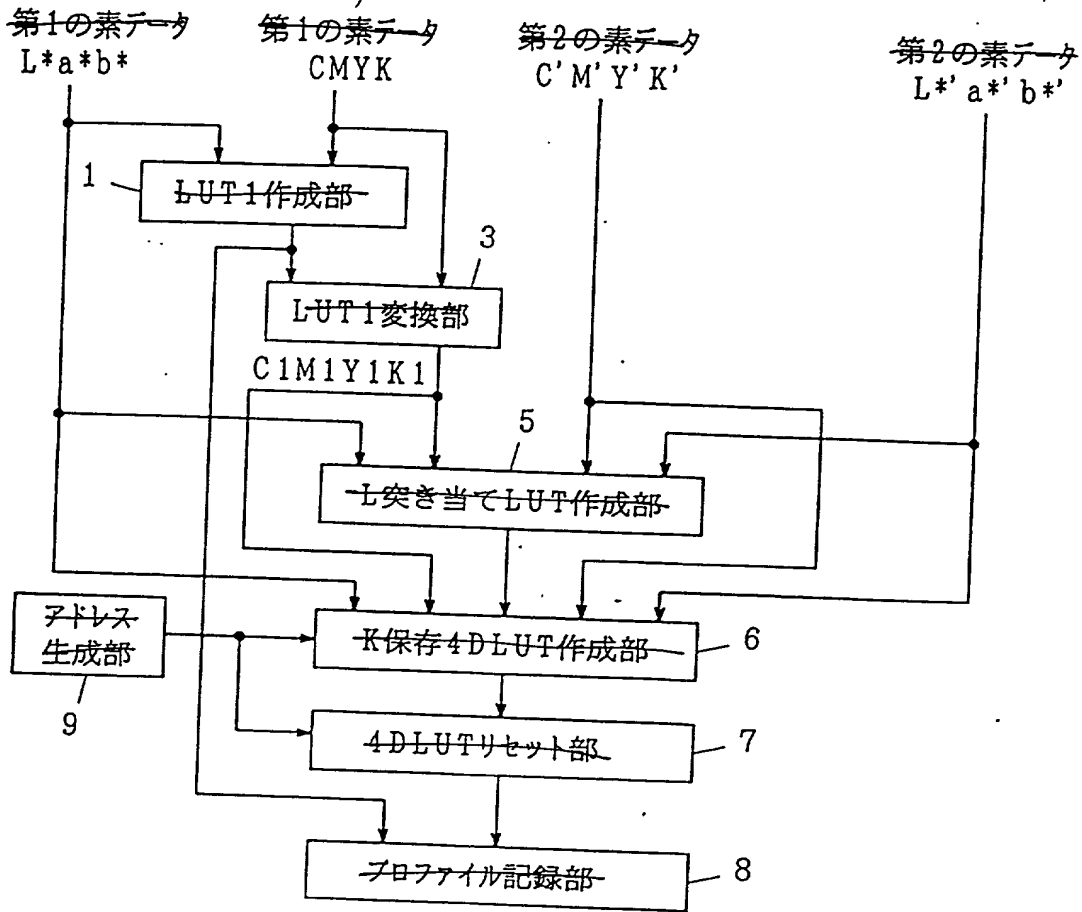 第1の素データ
L*a*b*
第1の素データ
CMYK
第2の素データ
C'M'Y'K'
第2の素データ
L*'a*'b*'
1
LUT1作成部
3
LUT1変換部
C1M1Y1K1
5
L突き当てLUT作成部
アドレス
生成部
9
K保存4DLUT作成部
6
4DLUTリセット部
7
プロファイル記録部
8